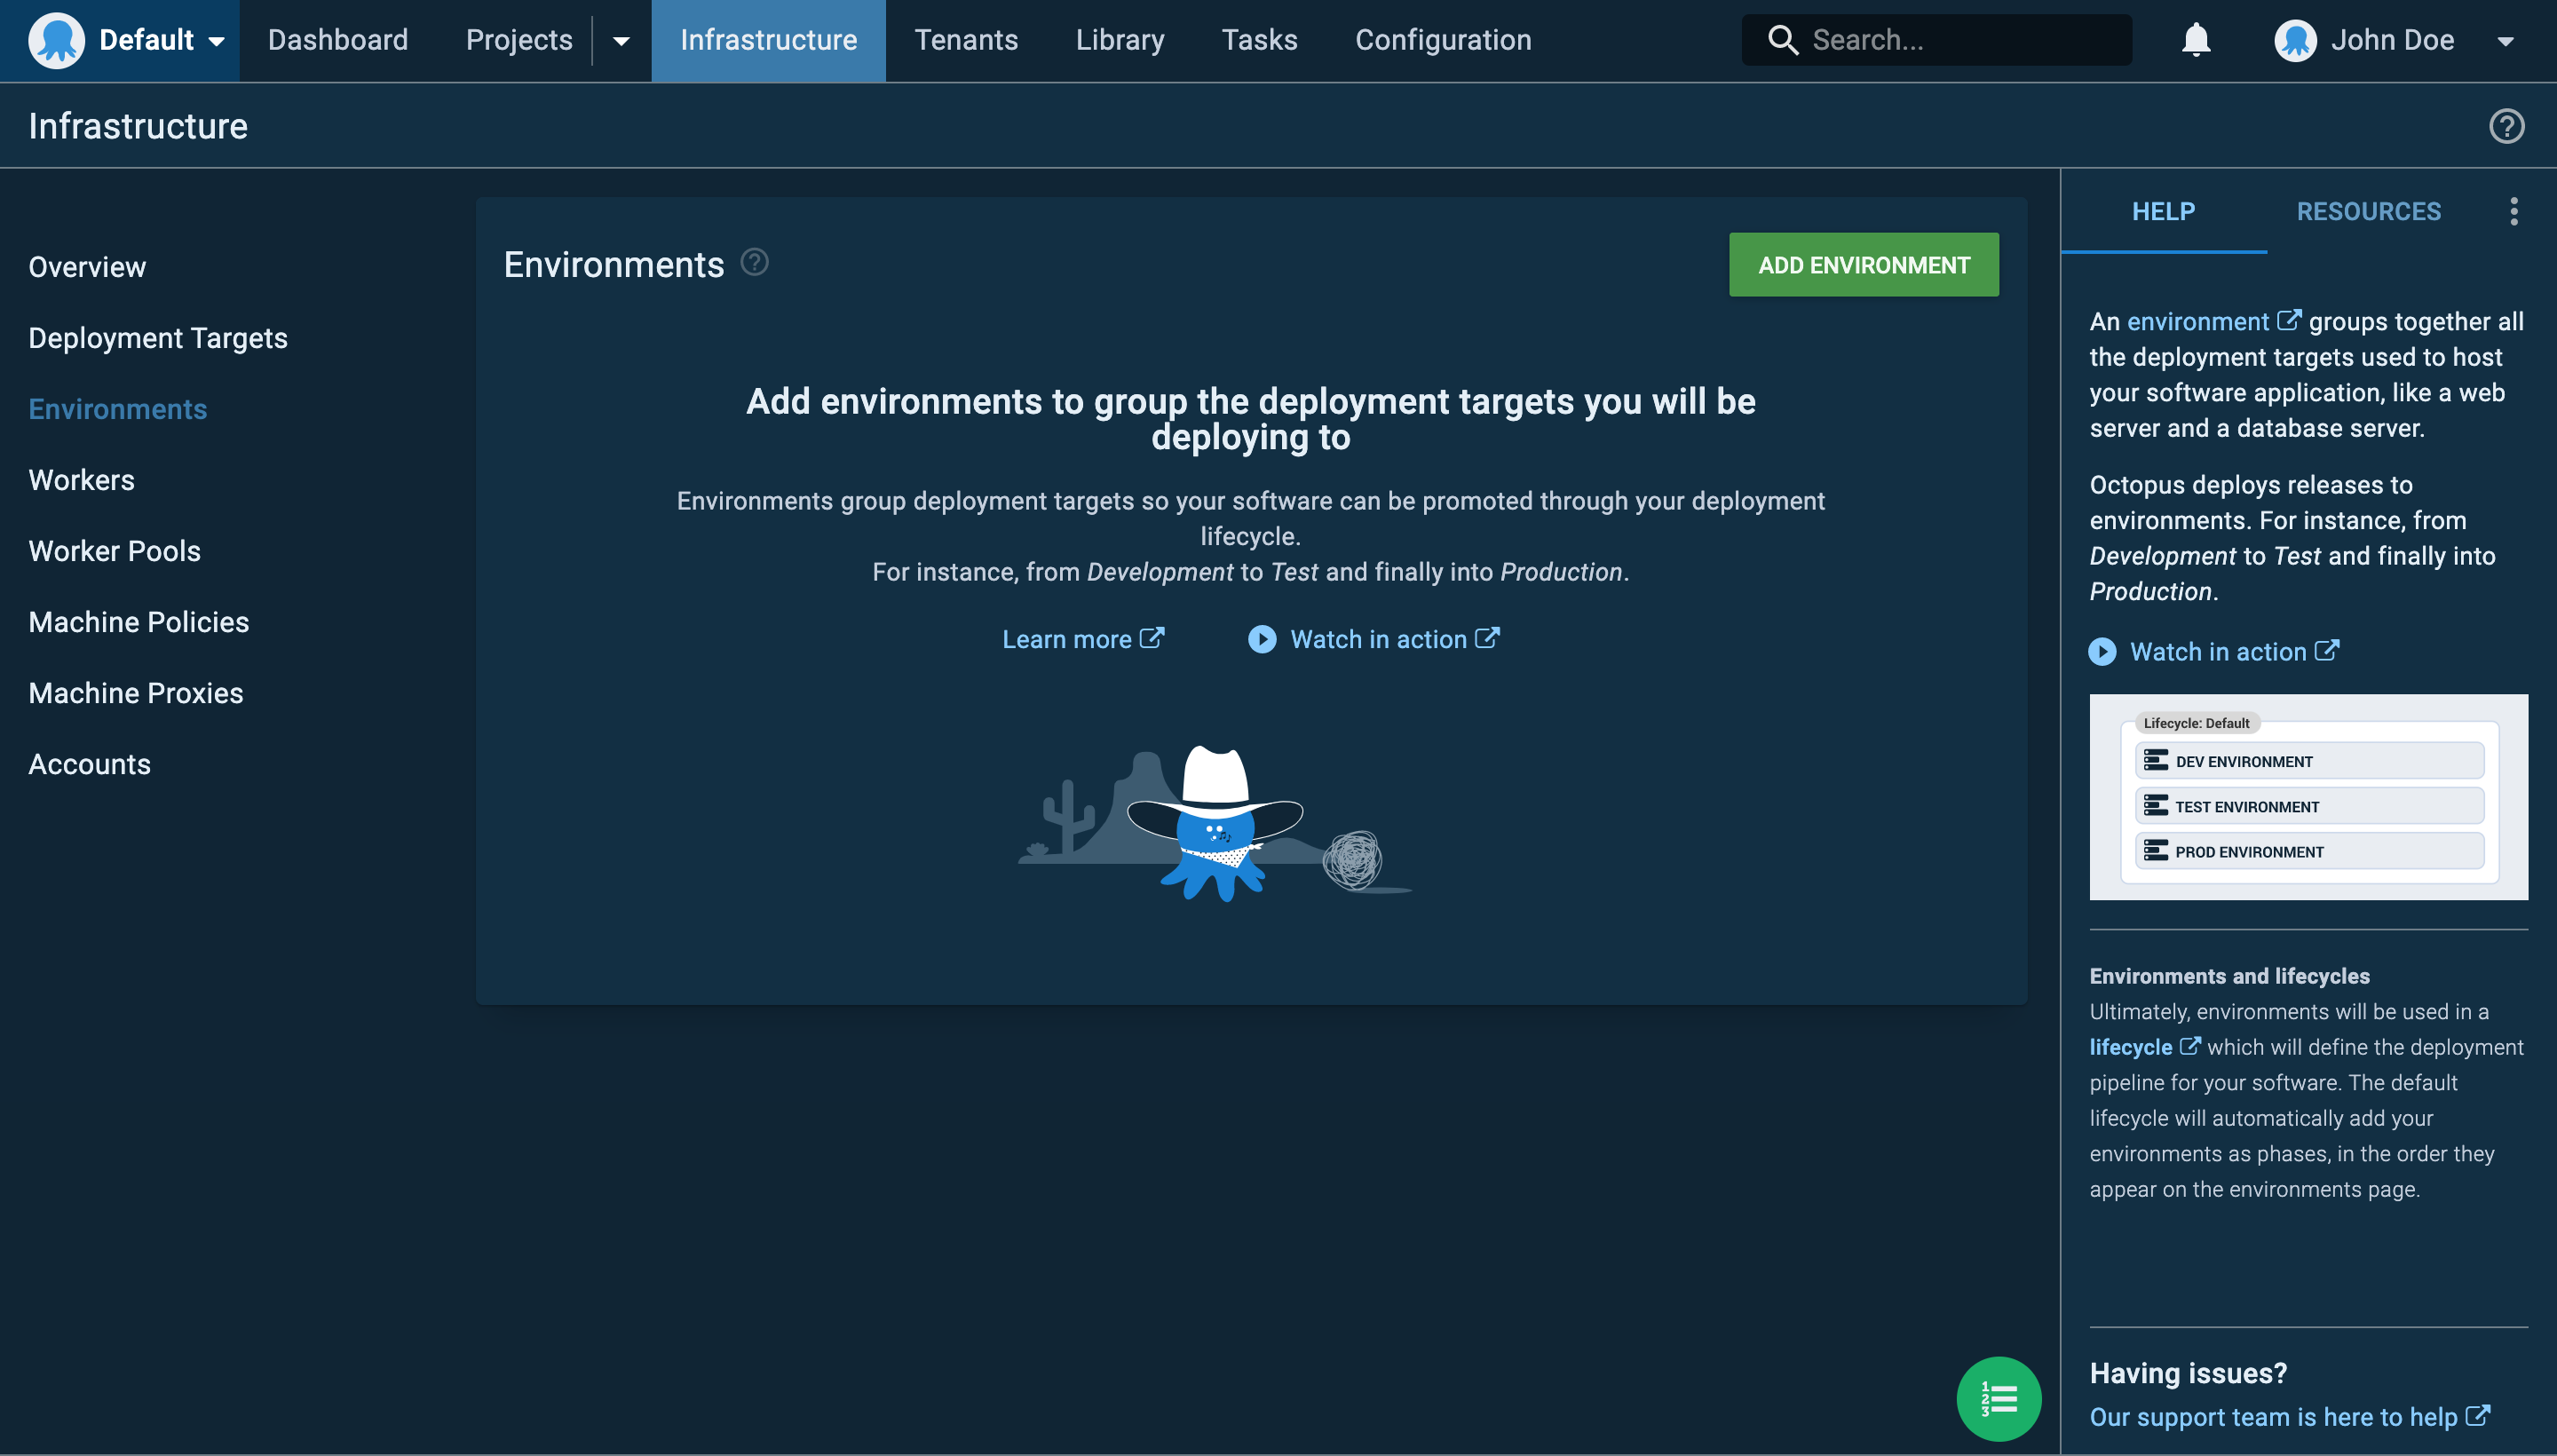 Default
Dashboard
Projects
Infrastructure
Tenants
Library
Tasks
Configuration
Search...
John Doe
Infrastructure
Overview
Deployment Targets
Environments
Workers
Worker Pools
Machine Policies
Machine Proxies
Accounts
Environments
ADD ENVIRONMENT
Add environments to group the deployment targets you will be
deploying to
Environments group deployment targets so your software can be promoted through your deployment
lifecycle.
For instance, from Development to Test and finally into Production.
Learn more
Watch in action
HELP
RESOURCES
An environment groups together all
the deployment targets used to host
your software application, like a web
server and a database server.
Octopus deploys releases to
environments. For instance, from
Development to Test and finally into
Production.
Watch in action
Lifecycle: Default
DEV ENVIRONMENT
TEST ENVIRONMENT
PROD ENVIRONMENT
Environments and lifecycles
Ultimately, environments will be used in a
lifecycle which will define the deployment
pipeline for your software. The default
lifecycle will automatically add your
environments as phases, in the order they
appear on the environments page.
Having issues?
Our support team is here to help
1
2
3